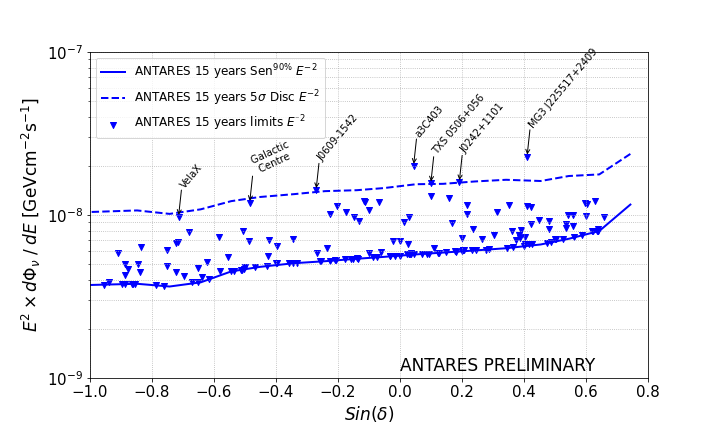 ANTARES 15 years Sen^90% E^−2
ANTARES 15 years 5σ Disc E^−2
ANTARES 15 years limits E^-2
VelaX
Galactic
Centre
J0609-1542
a3C403
TXS 0506+056
J0242+1101
MG3 J225517+2409
ANTARES PRELIMINARY
E² × dΦν / dE [GeVcm⁻²s⁻¹]
10⁻⁷
10⁻⁸
10⁻⁹
−1.0 −0.8 −0.6 −0.4 −0.2 0.0 0.2 0.4 0.6 0.8
Sin(δ)